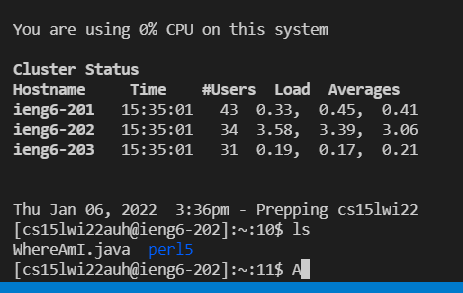 You are using 0% CPU on this system
Cluster Status
Hostname     Time    #Users  Load  Averages
ieng6-201   15:35:01   43  0.33,  0.45,  0.41
ieng6-202   15:35:01   34  3.58,  3.39,  3.06
ieng6-203   15:35:01   31  0.19,  0.17,  0.21
Thu Jan 06, 2022  3:36pm - Prepping cs15lwi22
[cs15lwi22auh@ieng6-202]:~:10$ ls
WhereAmI.java  perl5
[cs15lwi22auh@ieng6-202]:~:11$ A